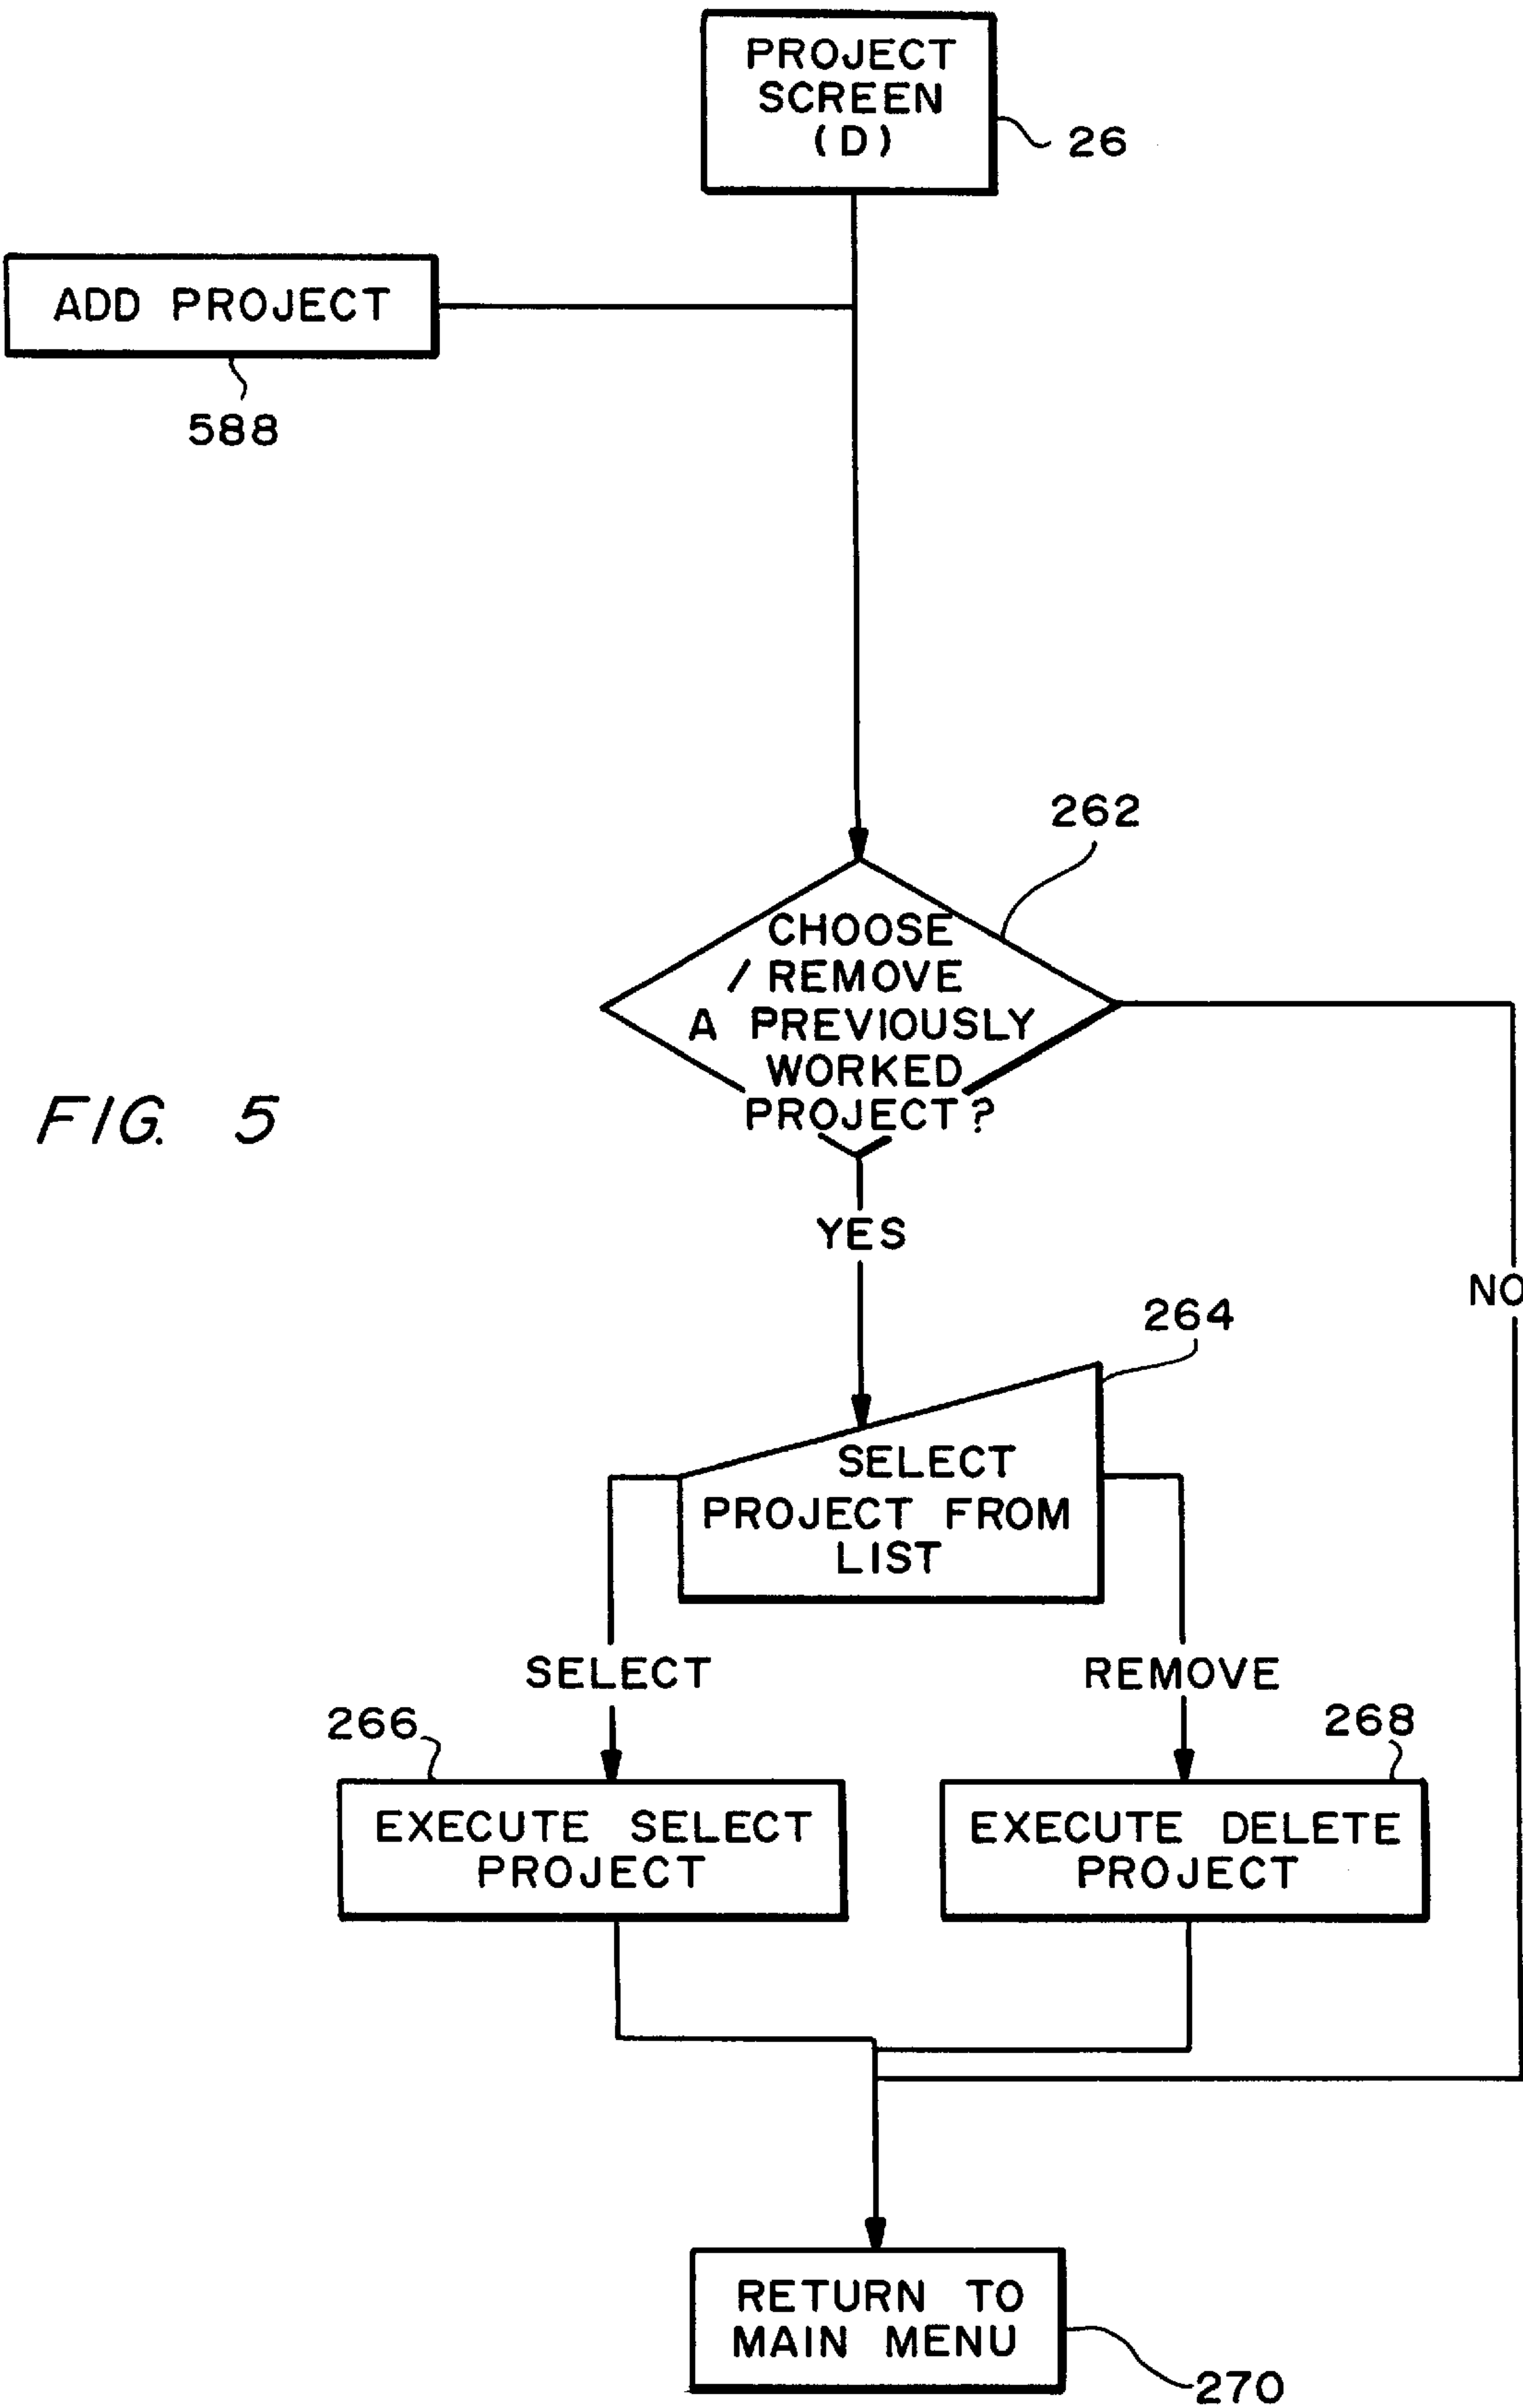 PROJECT
SCREEN
(D)
26
ADD PROJECT
588
262
CHOOSE
/ REMOVE
A PREVIOUSLY
WORKED
PROJECT?
FIG. 5
YES
NO
264
SELECT
PROJECT FROM
LIST
SELECT
REMOVE
266
268
EXECUTE SELECT
PROJECT
EXECUTE DELETE
PROJECT
RETURN TO
MAIN MENU
270